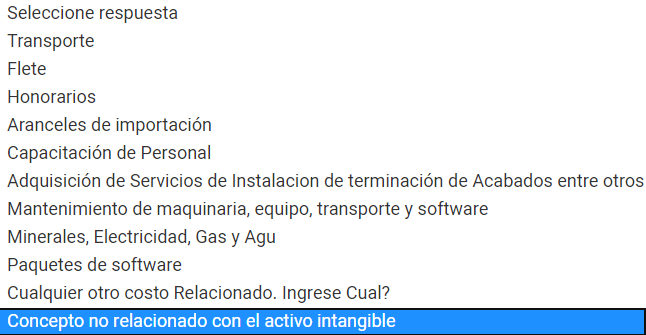 Seleccione respuesta
Transporte
Flete
Honorarios
Aranceles de importación
Capacitación de Personal
Adquisición de Servicios de Instalacion de terminación de Acabados entre otros
Mantenimiento de maquinaria, equipo, transporte y software
Minerales, Electricidad, Gas y Agu
Paquetes de software
Cualquier otro costo Relacionado. Ingrese Cual?
Concepto no relacionado con el activo intangible